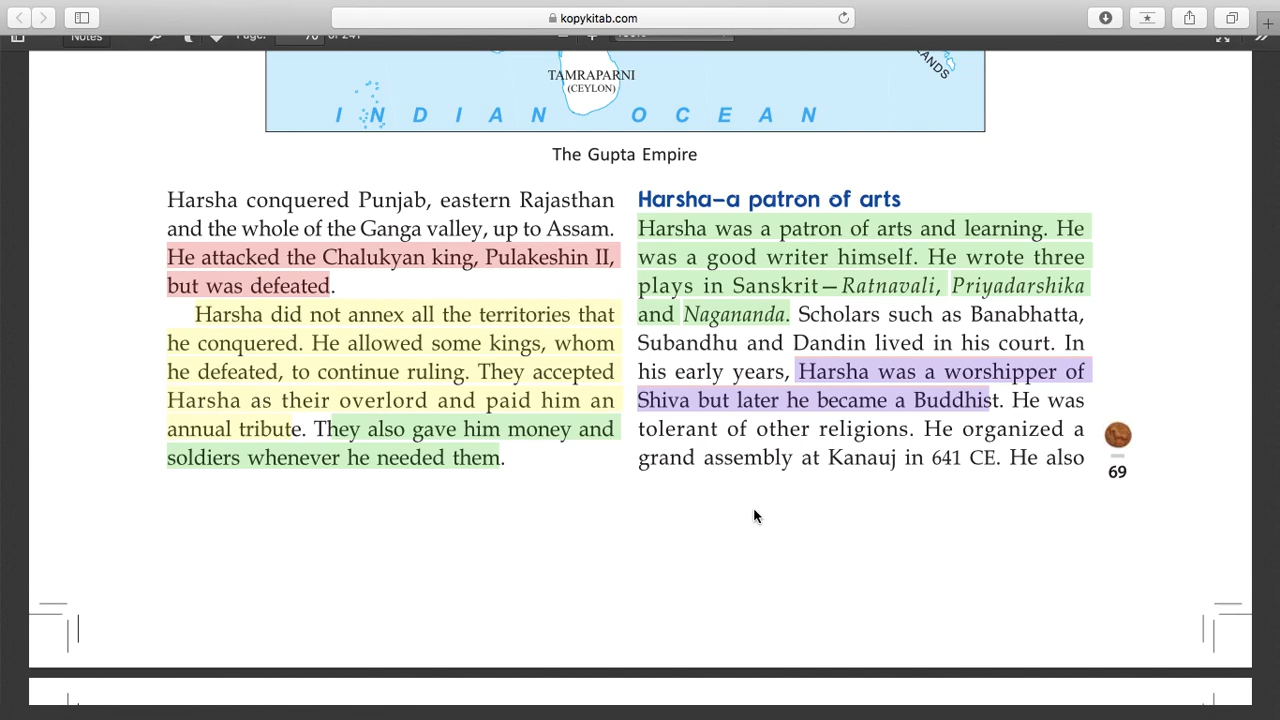 kopykitab.com
Notes
Page:
of 241
TAMRAPARNI
(CEYLON)
LANDS
INDIAN OCEAN
The Gupta Empire
Harsha conquered Punjab, eastern Rajasthan
and the whole of the Ganga valley, up to Assam.
He attacked the Chalukyan king, Pulakeshin II,
but was defeated.
Harsha did not annex all the territories that
he conquered. He allowed some kings, whom
he defeated, to continue ruling. They accepted
Harsha as their overlord and paid him an
annual tribute. They also gave him money and
soldiers whenever he needed them.
Harsha—a patron of arts
Harsha was a patron of arts and learning. He
was a good writer himself. He wrote three
plays in Sanskrit—Ratnavali, Priyadarshika
and Nagananda. Scholars such as Banabhatta,
Subandhu and Dandin lived in his court. In
his early years, Harsha was a worshipper of
Shiva but later he became a Buddhist. He was
tolerant of other religions. He organized a
grand assembly at Kanauj in 641 CE. He also
69